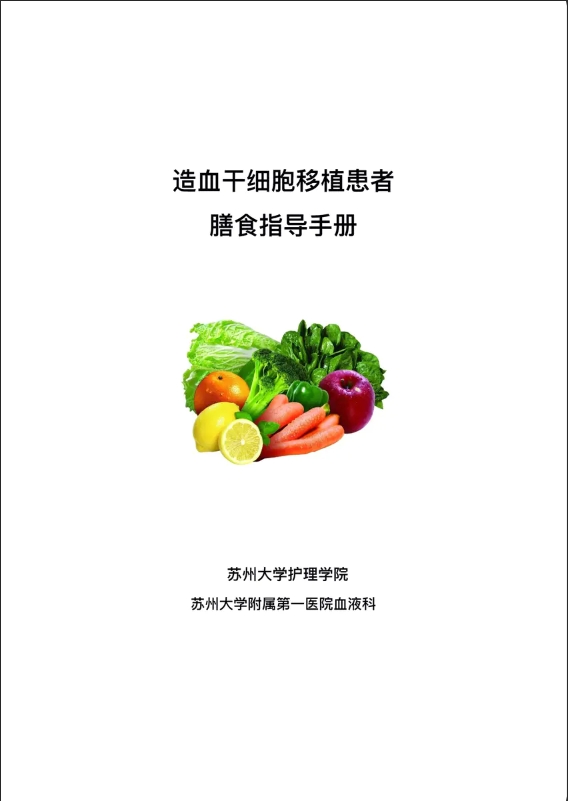 造血干细胞移植患者
膳食指导手册
苏州大学护理学院
苏州大学附属第一医院血液科